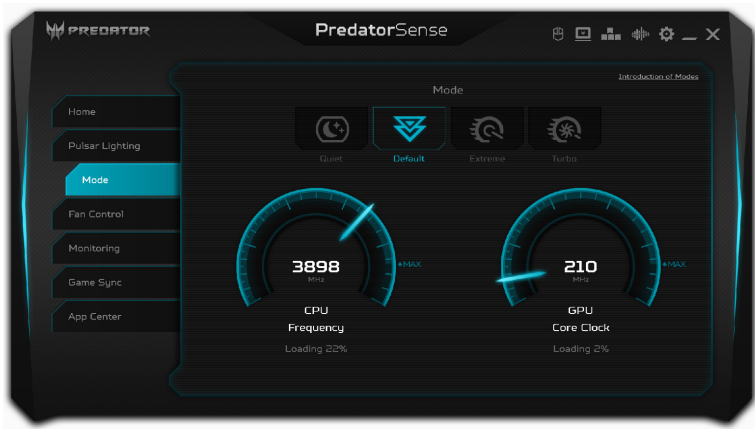 PREDATOR
PredatorSense
Introduction of Modes
Mode
Home
Pulsar Lighting
Mode
Fan Control
Monitoring
Game Sync
App Center
Quiet
Default
Extreme
Turbo
3898
MHz
MAX
CPU
Frequency
Loading 22%
210
MHz
MAX
GPU
Core Clock
Loading 2%